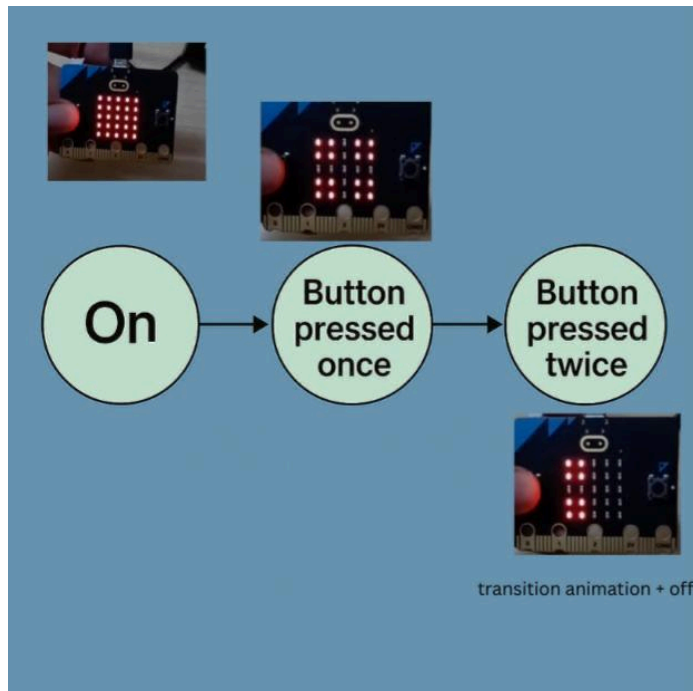 On
Button
pressed
once
Button
pressed
twice
transition animation + off